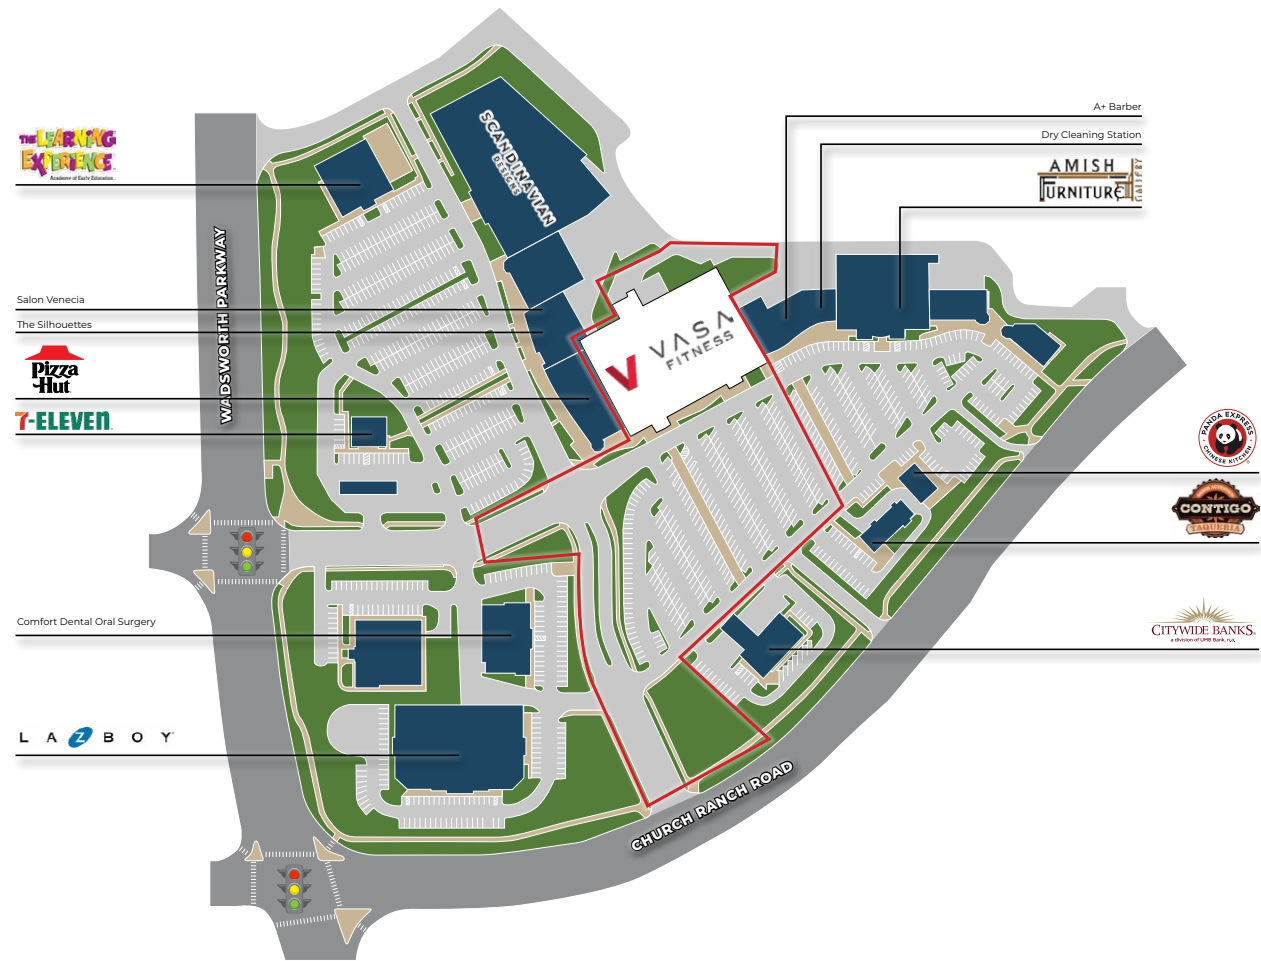 THE LEARNING
EXPERIENCE
Academy of Early Education
Salon Venecia
The Silhouettes
Pizza
Hut
7-ELEVEN
Comfort Dental Oral Surgery
LAZBOY
WADSWORTH PARKWAY
SCANDINAVIAN
DESIGNS
VASA
FITNESS
A+ Barber
Dry Cleaning Station
AMISH
FURNITURE
GALLERY
PANDA EXPRESS
CHINESE KITCHEN
CONTIGO
TAQUERIA
CITYWIDE BANKS
a division of UMB Bank, n.a.
CHURCH RANCH ROAD